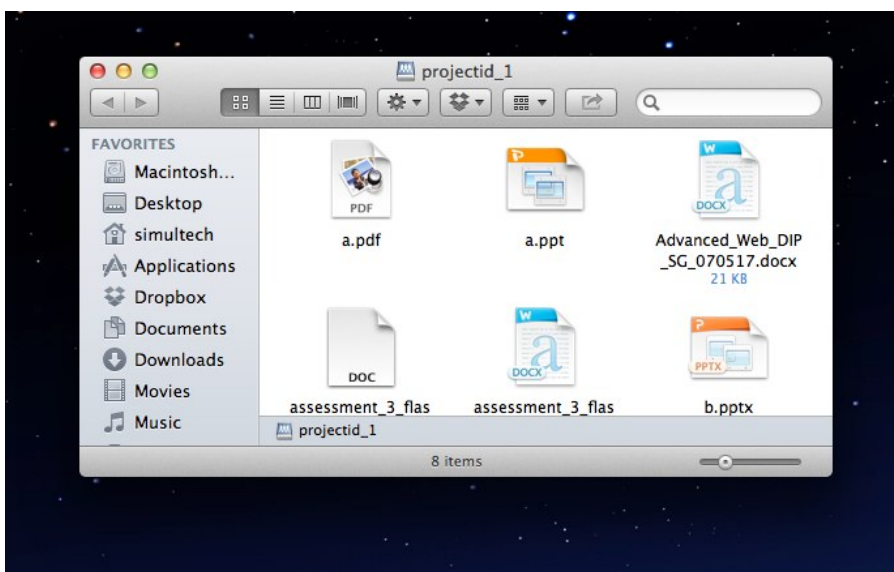 projectid_1
FAVORITES
Macintosh...
Desktop
simultech
Applications
Dropbox
Documents
Downloads
Movies
Music
PDF
a.pdf
P
a.ppt
W
a
DOCX
Advanced_Web_DIP
_SG_070517.docx
21 KB
DOC
assessment_3_flas
W
a
DOCX
assessment_3_flas
P
PPTX
b.pptx
projectid_1
8 items